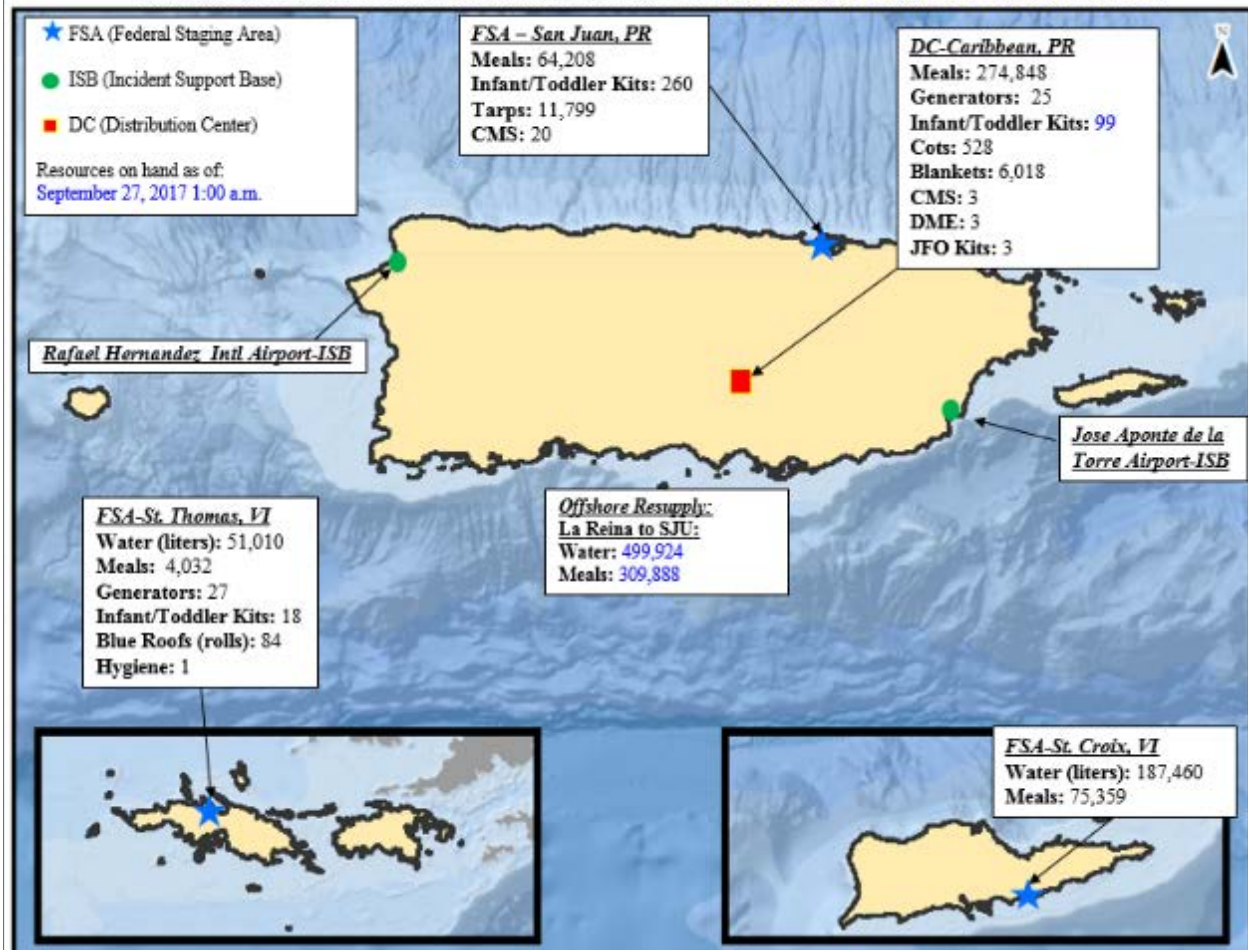 FSA (Federal Staging Area)
ISB (Incident Support Base)
DC (Distribution Center)
Resources on hand as of:
September 27, 2017 1:00 a.m.
FSA – San Juan, PR
Meals: 64,208
Infant/Toddler Kits: 260
Tarps: 11,799
CMS: 20
DC-Caribbean, PR
Meals: 274,848
Generators: 25
Infant/Toddler Kits: 99
Cots: 528
Blankets: 6,018
CMS: 3
DME: 3
JFO Kits: 3
N
Rafael Hernandez Intl Airport-ISB
Jose Aponte de la
Torre Airport-ISB
FSA-St. Thomas, VI
Water (liters): 51,010
Meals: 4,032
Generators: 27
Infant/Toddler Kits: 18
Blue Roofs (rolls): 84
Hygiene: 1
Offshore Resupply:
La Reina to SJU:
Water: 499,924
Meals: 309,888
FSA-St. Croix, VI
Water (liters): 187,460
Meals: 75,359